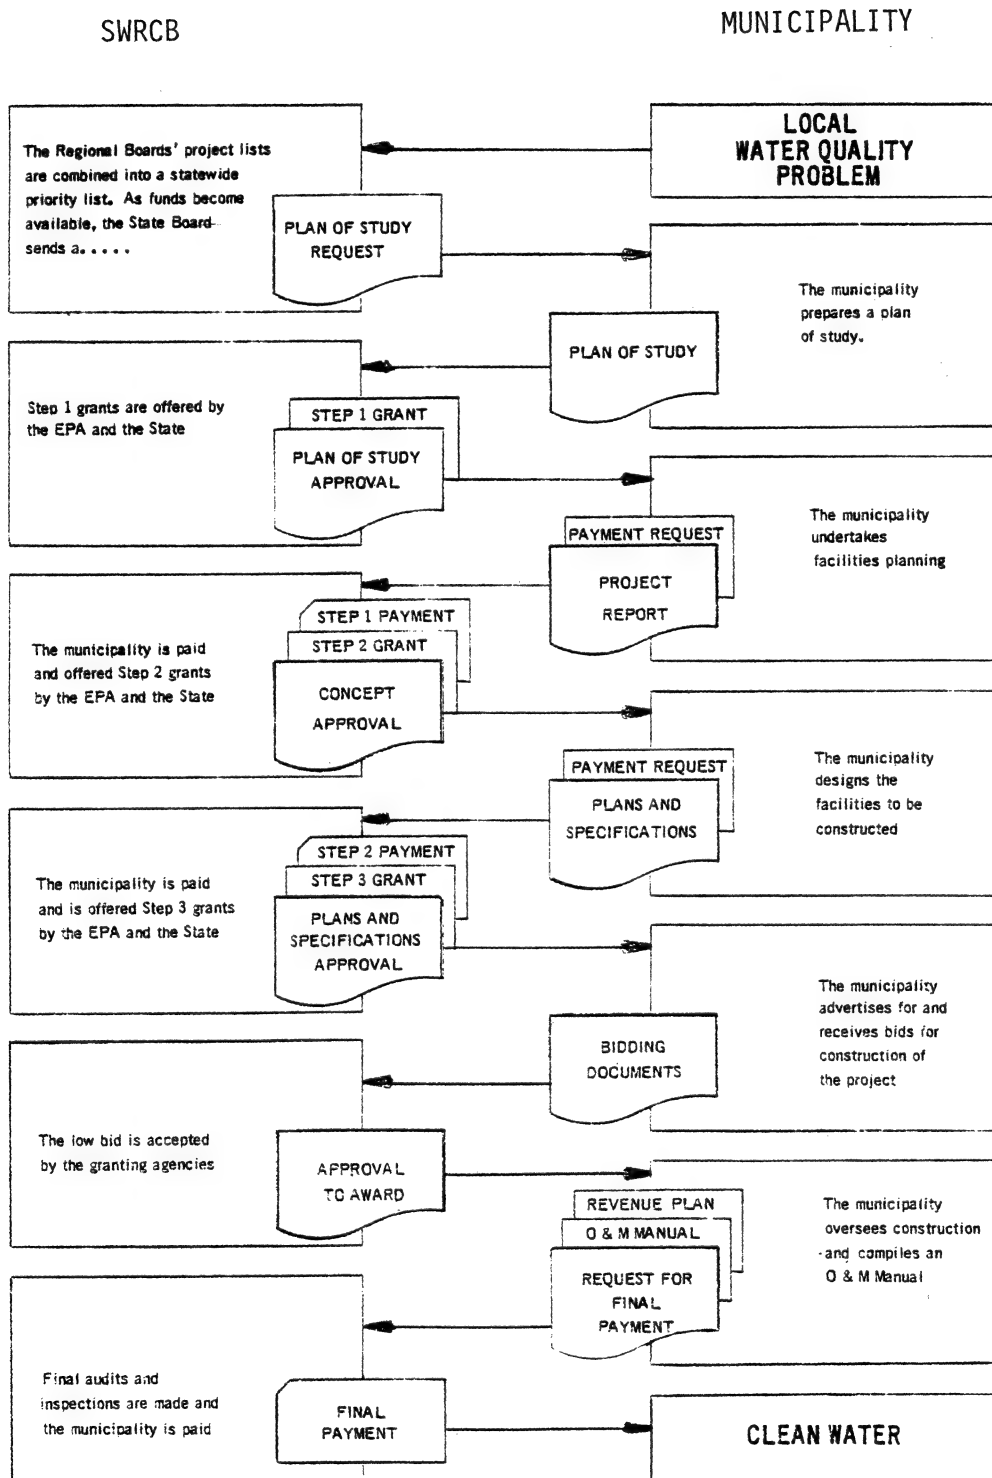 SWRCB
MUNICIPALITY
LOCAL
WATER QUALITY
PROBLEM
The Regional Boards' project lists
are combined into a statewide
priority list. As funds become
available, the State Board
sends a.....
PLAN OF STUDY
REQUEST
The municipality
prepares a plan
of study.
PLAN OF STUDY
Step 1 grants are offered by
the EPA and the State
STEP 1 GRANT
PLAN OF STUDY
APPROVAL
The municipality
undertakes
facilities planning
PAYMENT REQUEST
PROJECT
REPORT
The municipality is paid
and offered Step 2 grants
by the EPA and the State
STEP 1 PAYMENT
STEP 2 GRANT
CONCEPT
APPROVAL
The municipality
designs the
facilities to be
constructed
PAYMENT REQUEST
PLANS AND
SPECIFICATIONS
The municipality is paid
and is offered Step 3 grants
by the EPA and the State
STEP 2 PAYMENT
STEP 3 GRANT
PLANS AND
SPECIFICATIONS
APPROVAL
The municipality
advertises for and
receives bids for
construction of
the project
BIDDING
DOCUMENTS
The low bid is accepted
by the granting agencies
APPROVAL
TO AWARD
The municipality
oversees construction
and compiles an
O & M Manual
REVENUE PLAN
O & M MANUAL
REQUEST FOR
FINAL
PAYMENT
Final audits and
inspections are made and
the municipality is paid
FINAL
PAYMENT
CLEAN WATER